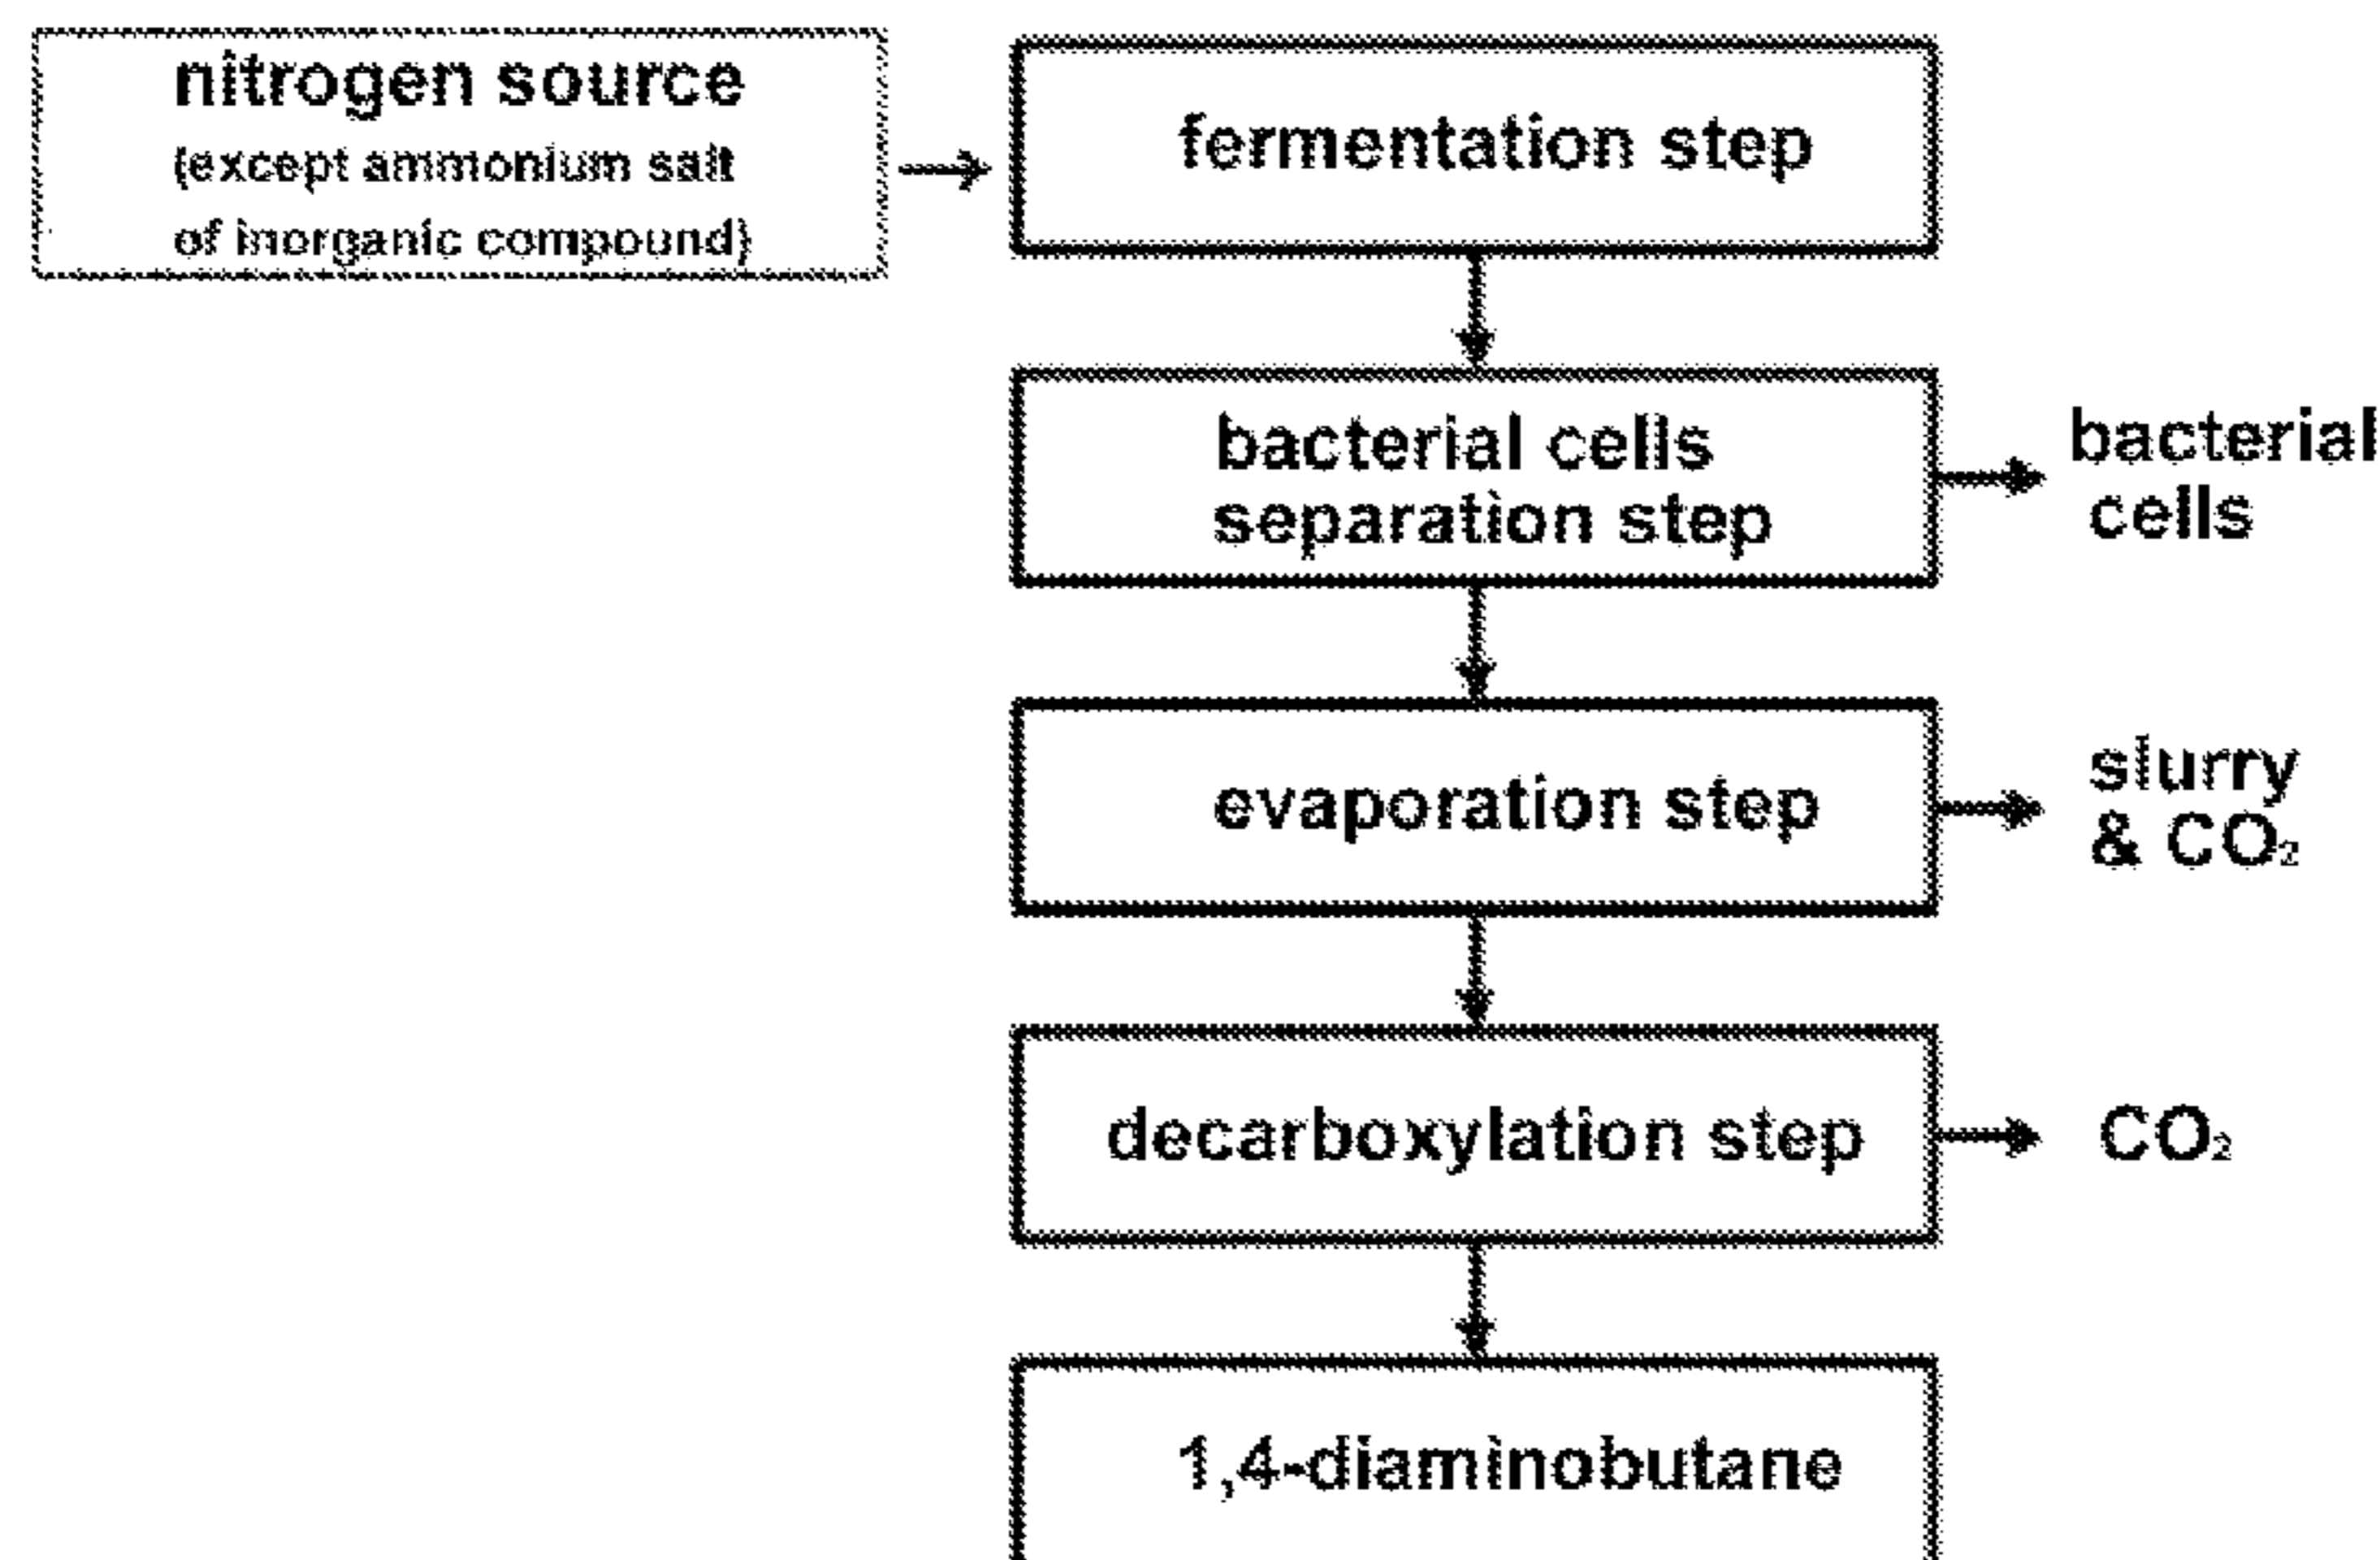 nitrogen source
(except ammonium salt
of inorganic compound)
fermentation step
bacterial cells
separation step
bacterial
cells
evaporation step
slurry
& CO₂
decarboxylation step
CO₂
1,4-diaminobutane